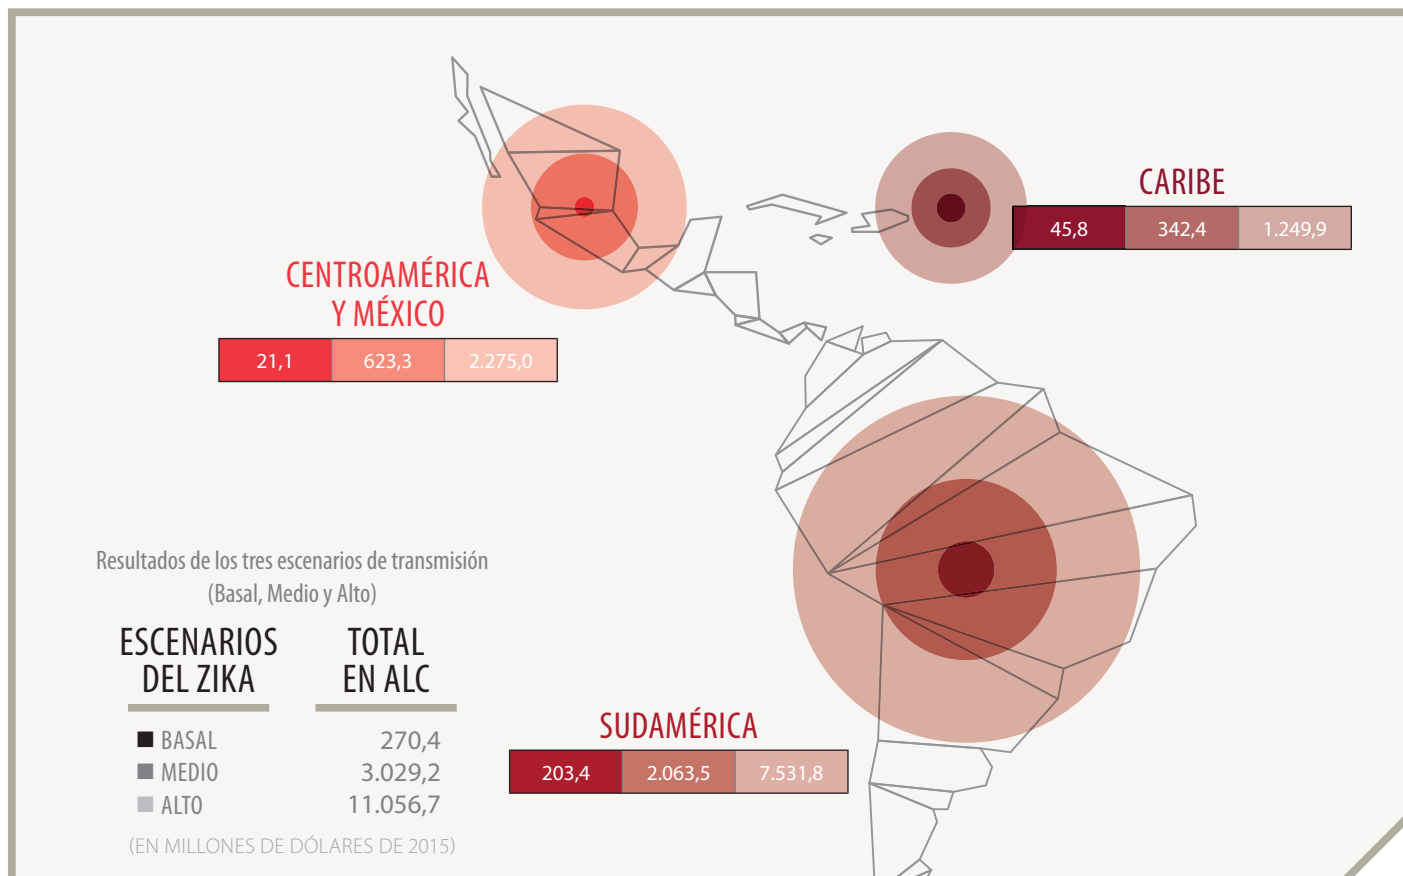 CARIBE
45,8 342,4 1.249,9
CENTROAMÉRICA
Y MÉXICO
21,1 623,3 2.275,0
Resultados de los tres escenarios de transmisión
(Basal, Medio y Alto)
ESCENARIOS
DEL ZIKA
TOTAL
EN ALC
BASAL 270,4
MEDIO 3.029,2
ALTO 11.056,7
(EN MILLONES DE DÓLARES DE 2015)
SUDAMÉRICA
203,4 2.063,5 7.531,8